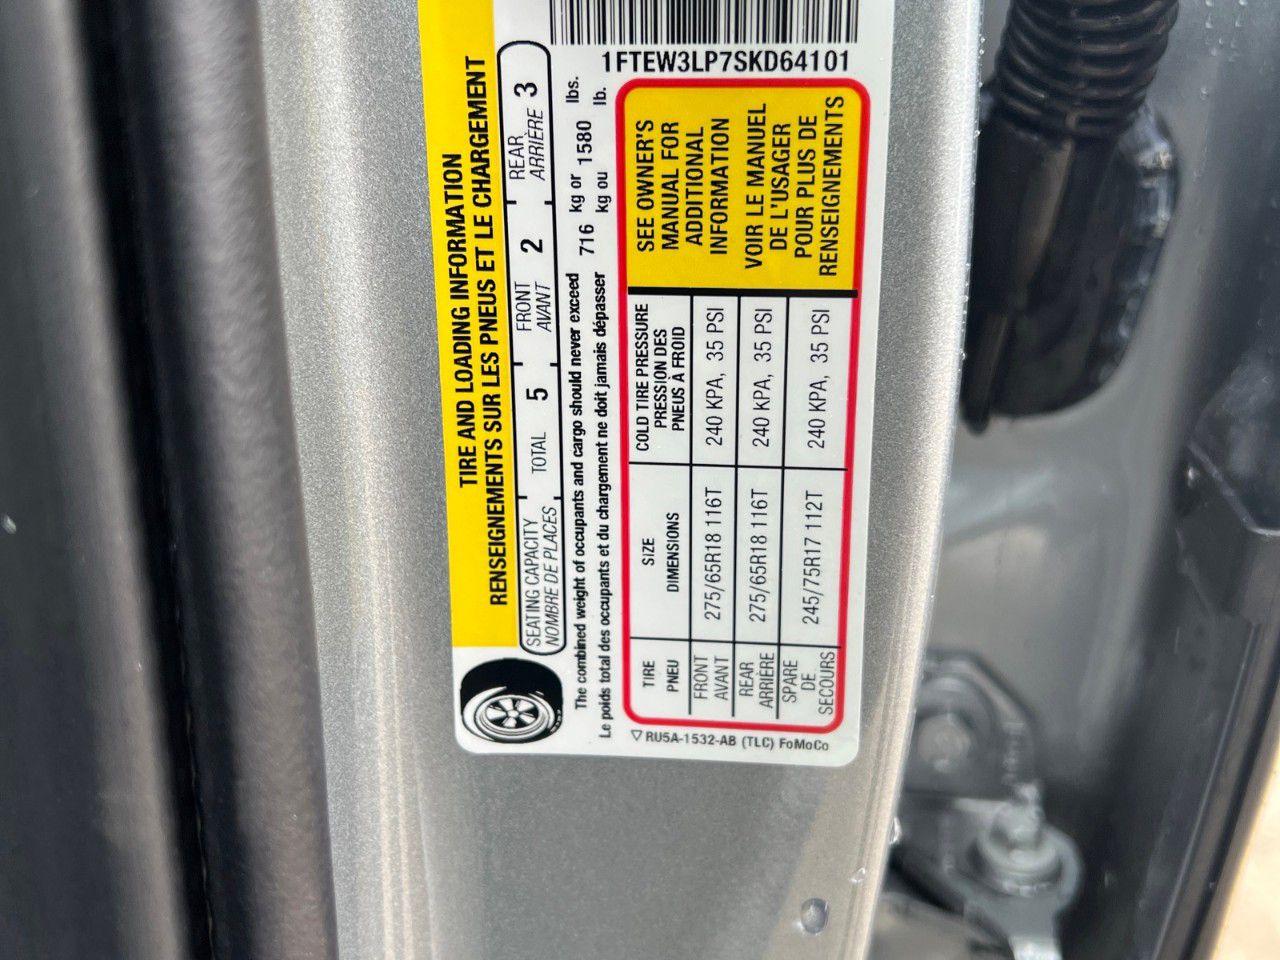 1FTEW3LP7SKD64101
TIRE AND LOADING INFORMATION
RENSEIGNEMENTS SUR LES PNEUS ET LE CHARGEMENT
SEATING CAPACITY TOTAL 5 FRONT 2 REAR 3
NOMBRE DE PLACES AVANT ARRIÈRE
The combined weight of occupants and cargo should never exceed 716 kg or 1580 lbs.
Le poids total des occupants et du chargement ne doit jamais dépasser kg ou lb.
TIRE SIZE COLD TIRE PRESSURE
PNEU DIMENSIONS PRESSION DES
PNEUS À FROID
FRONT 275/65R18 116T 240 KPA, 35 PSI
AVANT
REAR 275/65R18 116T 240 KPA, 35 PSI
ARRIÈRE
SPARE 245/75R17 112T 240 KPA, 35 PSI
DE
SECOURS
SEE OWNER'S
MANUAL FOR
ADDITIONAL
INFORMATION
VOIR LE MANUEL
DE L'USAGER
POUR PLUS DE
RENSEIGNEMENTS
RU5A-1532-AB (TLC) FoMoCo